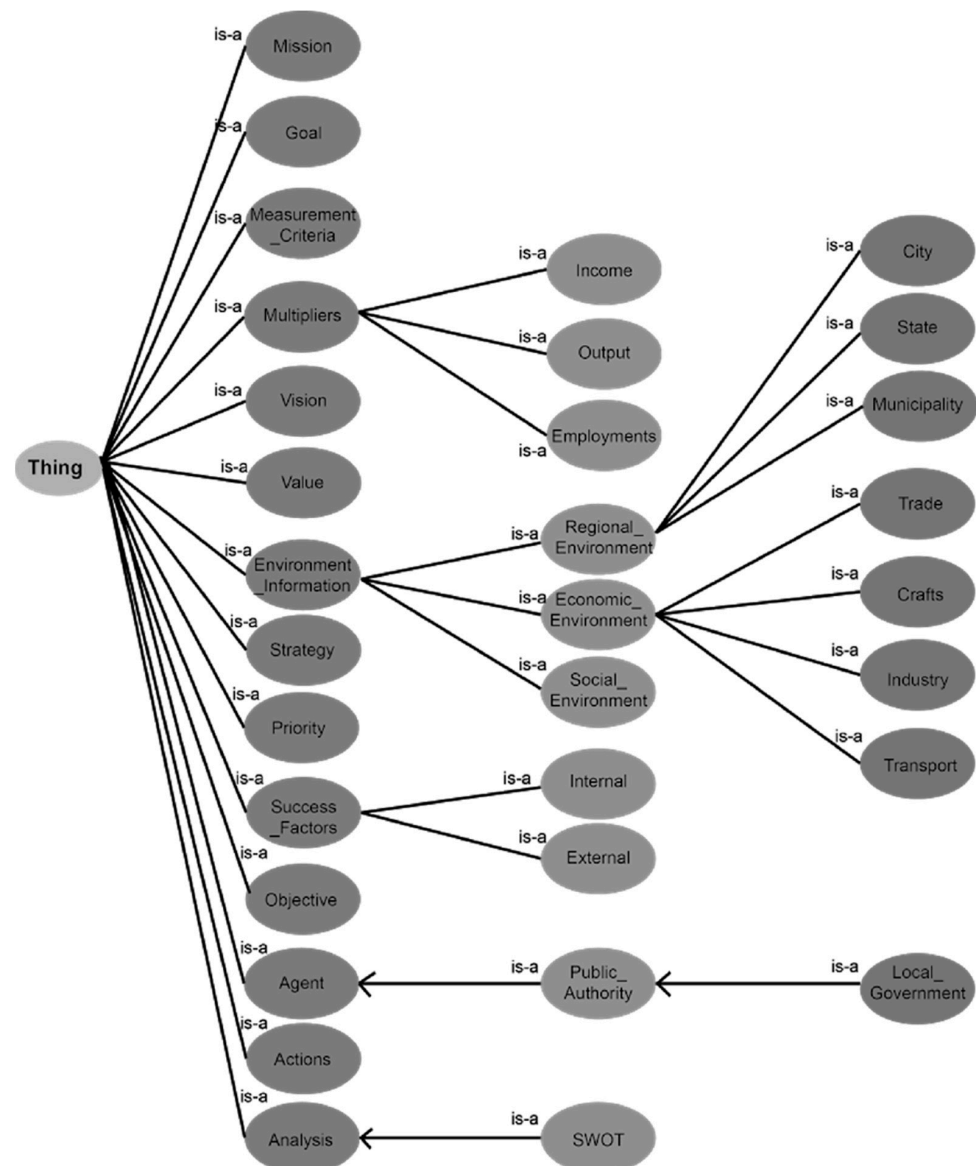 is-a
Mission
is-a
Goal
is-a
Measurement
_Criteria
is-a
Multipliers
is-a
Vision
is-a
Value
Thing
is-a
Environment
_Information
is-a
Strategy
is-a
Priority
is-a
Success
_Factors
is-a
Objective
is-a
Agent
is-a
Actions
is-a
Analysis
is-a
Income
is-a
Output
Employments
is-a
is-a
Regional_
Environment
is-a
Economic_
Environment
is-a
Social_
Environment
is-a
Internal
is-a
External
is-a
Public_
Authority
is-a
SWOT
is-a
City
is-a
State
is-a
Municipality
is-a
Trade
is-a
Crafts
is-a
Industry
is-a
Transport
is-a
Local_
Government